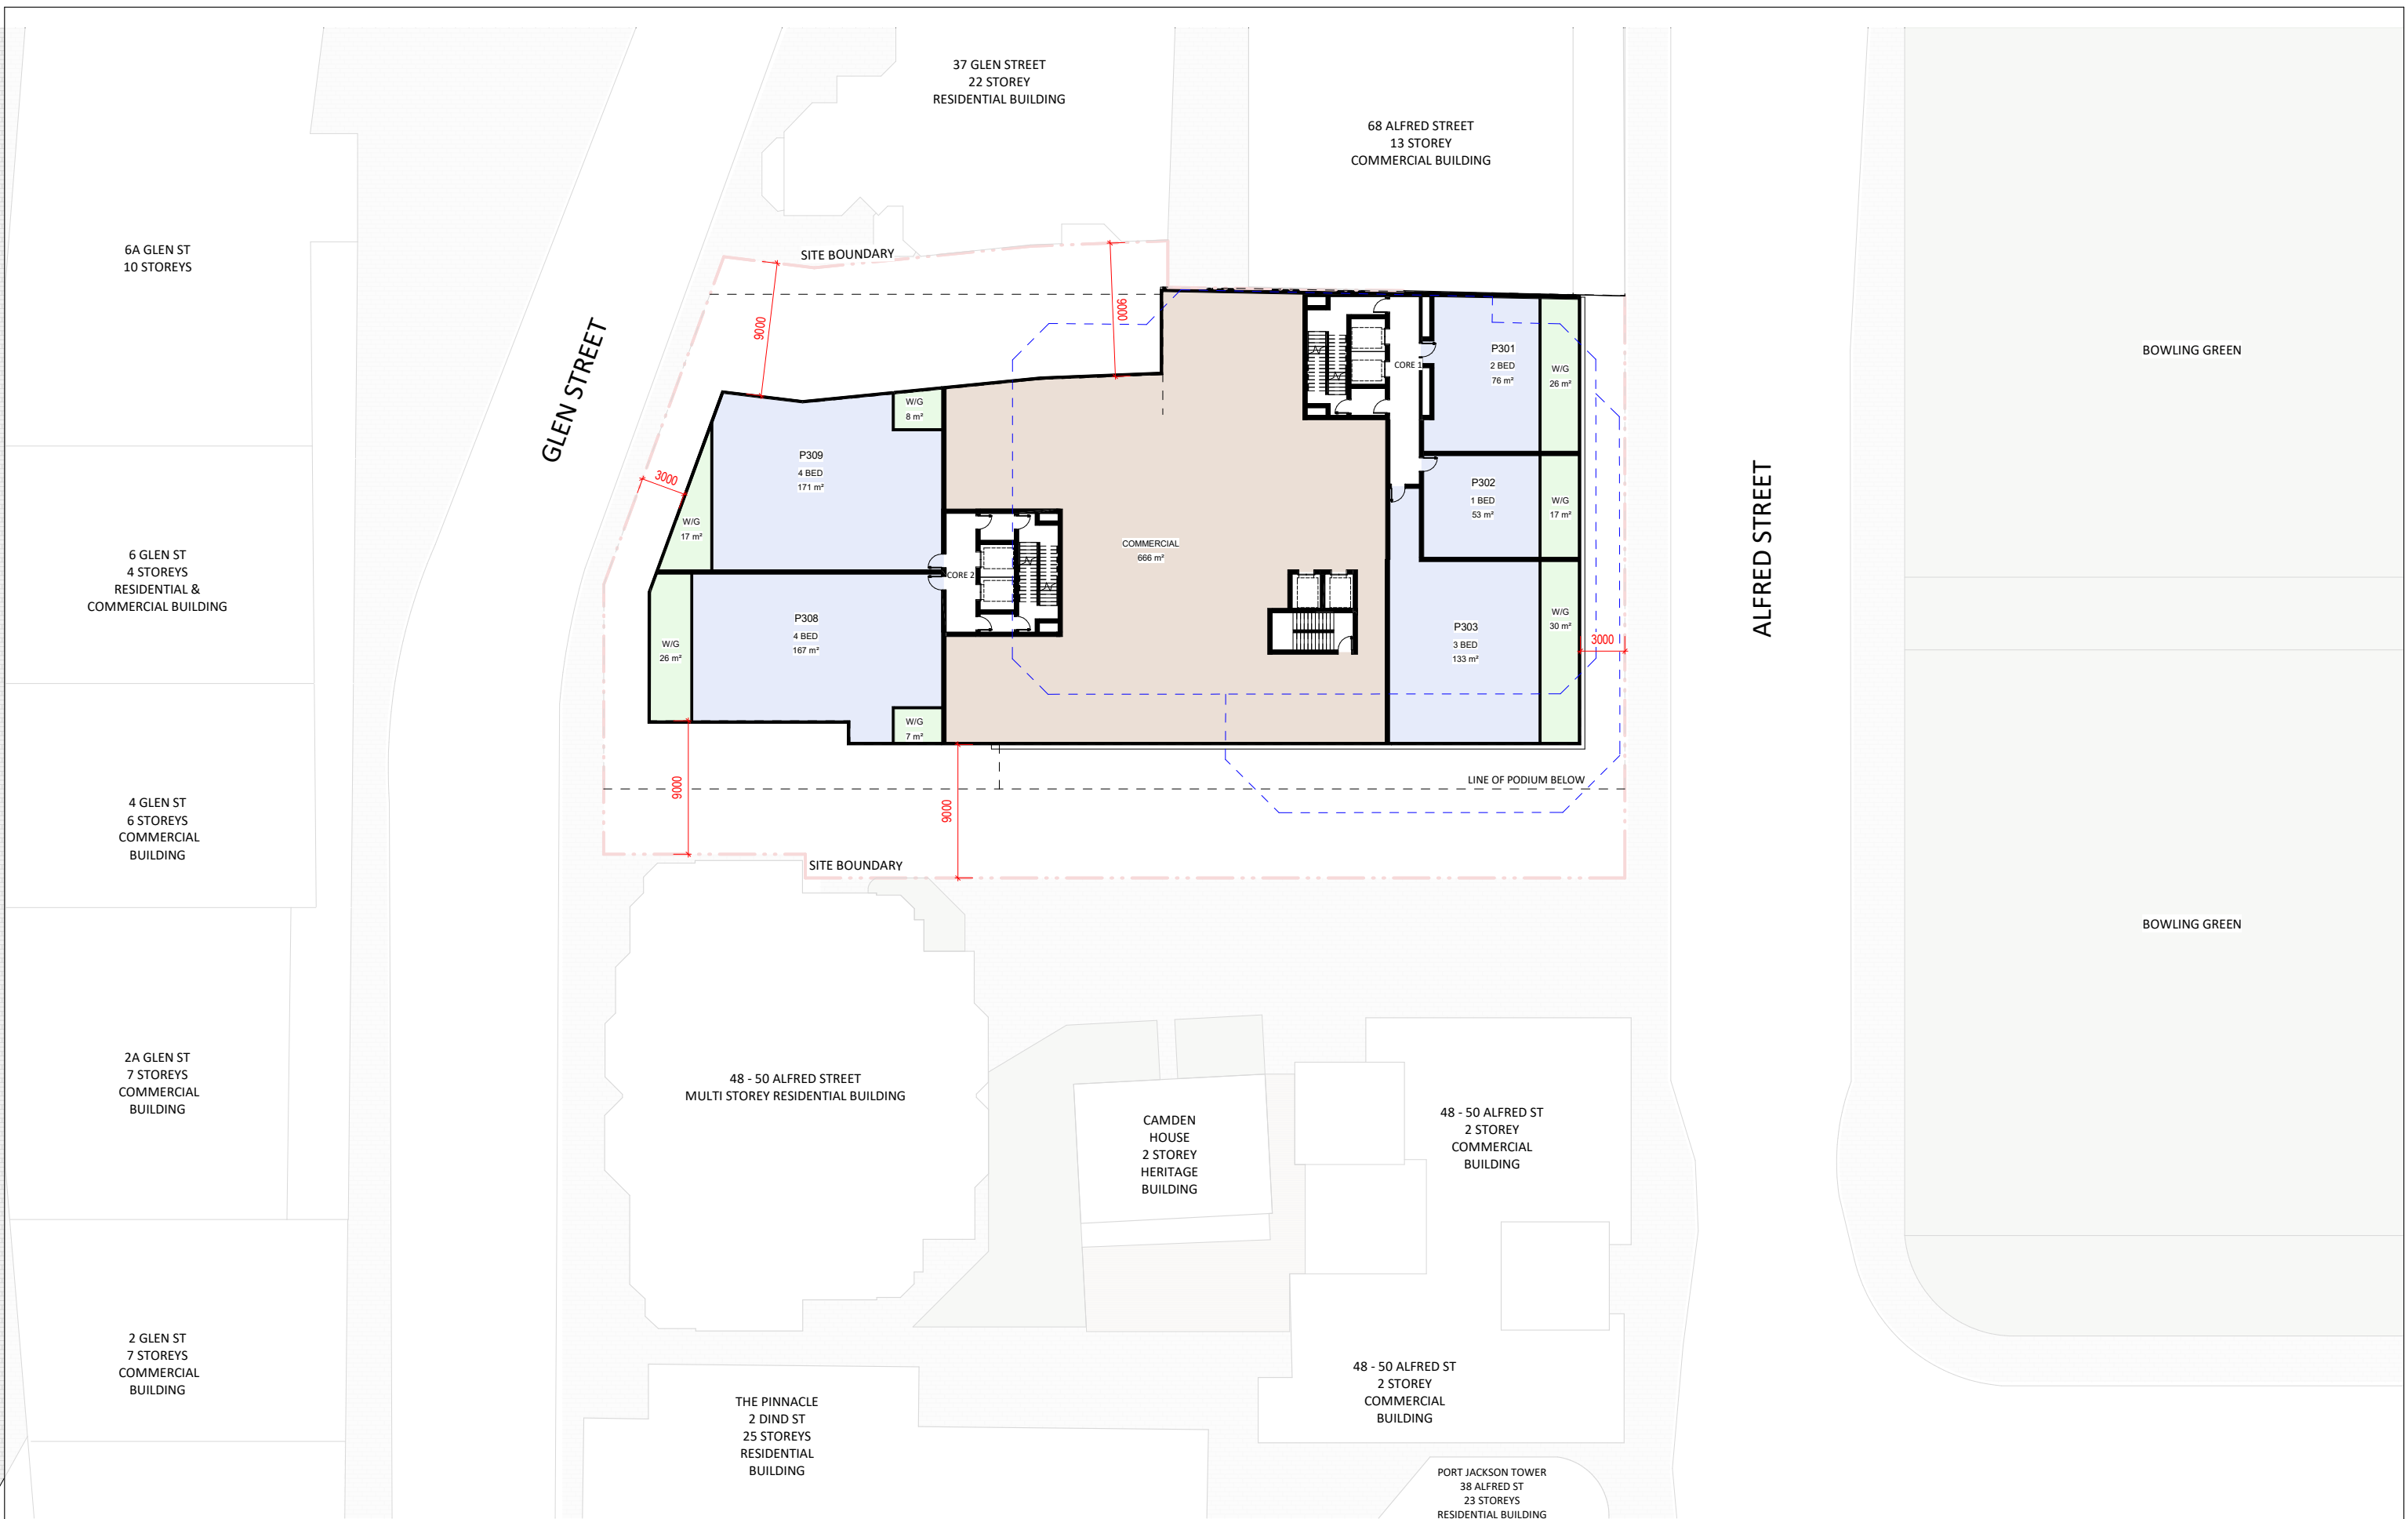 37 GLEN STREET
22 STOREY
RESIDENTIAL BUILDING
68 ALFRED STREET
13 STOREY
COMMERCIAL BUILDING
6A GLEN ST
10 STOREYS
SITE BOUNDARY
9000
9000
GLEN STREET
BOWLING GREEN
P301
2 BED
76 m²
W/G
26 m²
CORE 1
W/G
8 m²
P309
4 BED
171 m²
3000
W/G
17 m²
P302
1 BED
53 m²
W/G
17 m²
ALFRED STREET
COMMERCIAL
666 m²
CORE 2
6 GLEN ST
4 STOREYS
RESIDENTIAL &
COMMERCIAL BUILDING
P308
4 BED
167 m²
W/G
26 m²
W/G
7 m²
P303
3 BED
133 m²
W/G
30 m²
3000
9000
9000
LINE OF PODIUM BELOW
SITE BOUNDARY
4 GLEN ST
6 STOREYS
COMMERCIAL
BUILDING
BOWLING GREEN
2A GLEN ST
7 STOREYS
COMMERCIAL
BUILDING
48 - 50 ALFRED STREET
MULTI STOREY RESIDENTIAL BUILDING
CAMDEN
HOUSE
2 STOREY
HERITAGE
BUILDING
48 - 50 ALFRED ST
2 STOREY
COMMERCIAL
BUILDING
2 GLEN ST
7 STOREYS
COMMERCIAL
BUILDING
THE PINNACLE
2 DIND ST
25 STOREYS
RESIDENTIAL
BUILDING
48 - 50 ALFRED ST
2 STOREY
COMMERCIAL
BUILDING
PORT JACKSON TOWER
38 ALFRED ST
23 STOREYS
RESIDENTIAL BUILDING